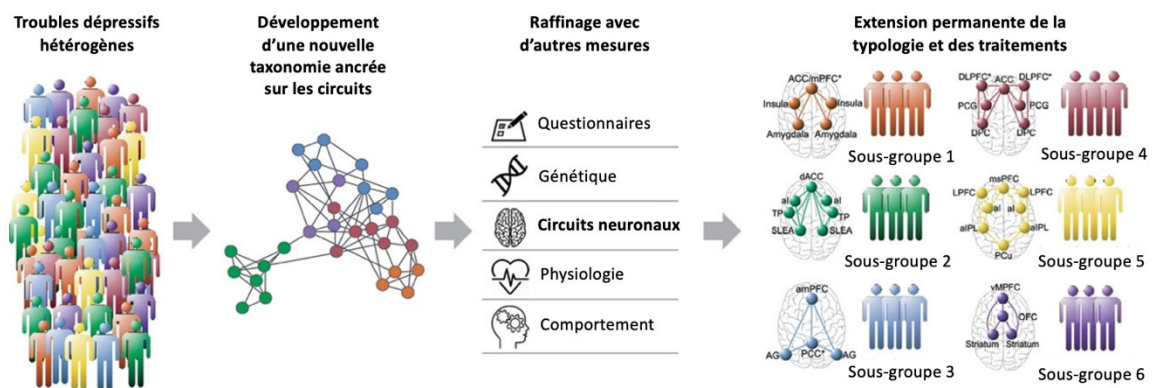 Troubles dépressifs
hétérogènes
Développement
d'une nouvelle
taxonomie ancrée
sur les circuits
Raffinage avec
d'autres mesures
Extension permanente de la
typologie et des traitements
Questionnaires
Génétique
Circuits neuronaux
Physiologie
Comportement
ACC/mPFC*
Insula Insula
Amygdala Amygdala
Sous-groupe 1
DLPFC* ACC DLPFC*
PCG PCG
DPC DPC
Sous-groupe 4
dACC
aI aI
TP TP
SLEA SLEA
Sous-groupe 2
msPFC
LPFC LPFC
aI aI
aIPL aIPL
PCu
Sous-groupe 5
amPFC
AG PCC* AG
Sous-groupe 3
vMPFC
OFC
Striatum Striatum
Sous-groupe 6